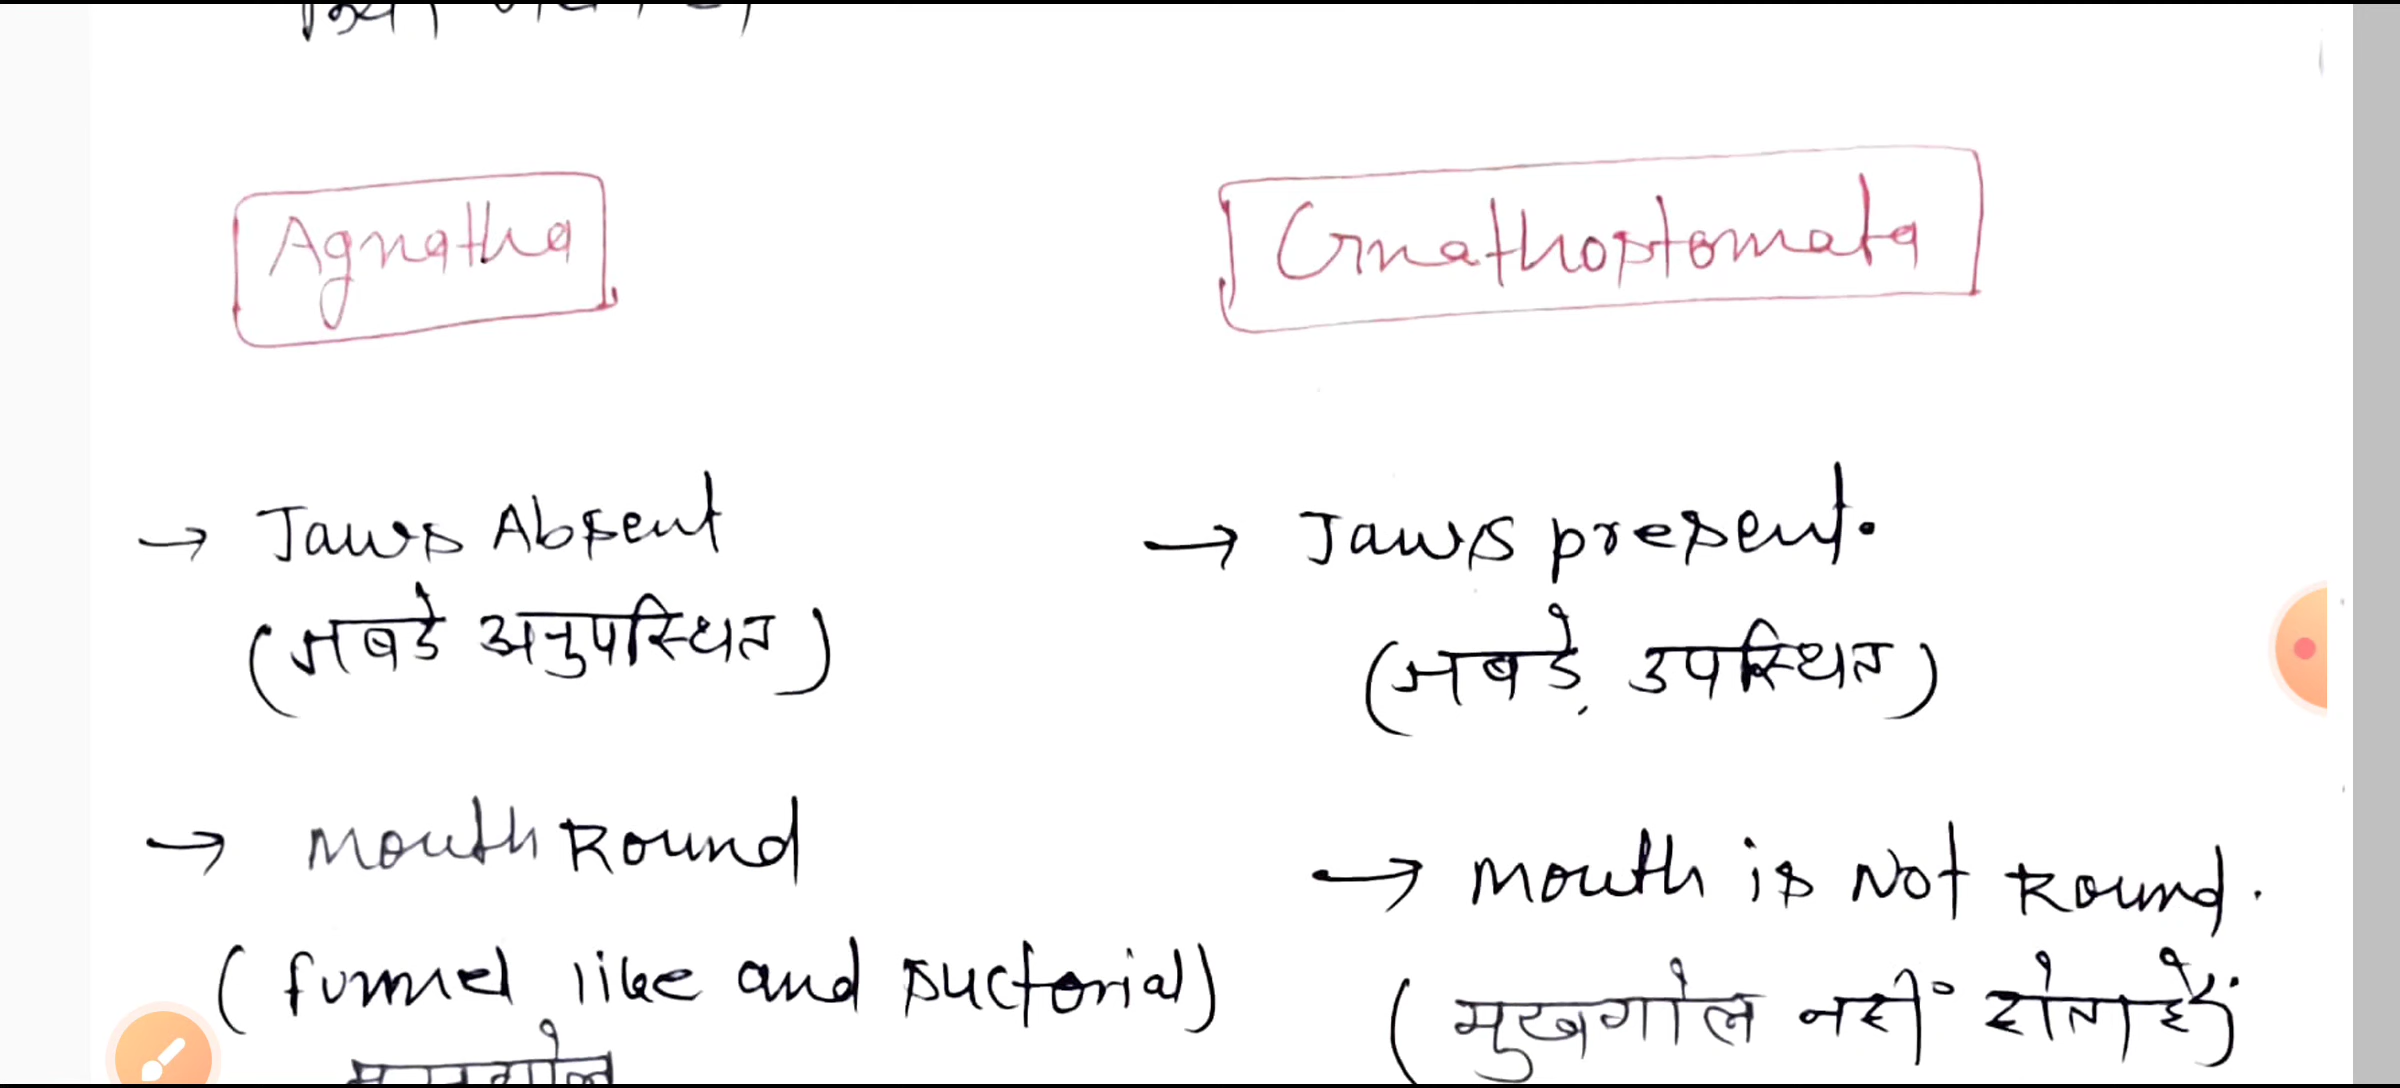 Agnatha
Gnathostomata
→ Jaws Absent
→ Jaws present.
(जबडे अनुपस्थित)
(जबडे उपस्थित)
→ Mouth Round
→ Mouth is Not Round.
(funnel like and suctorial)
(मुखगोल नहीं होता है)